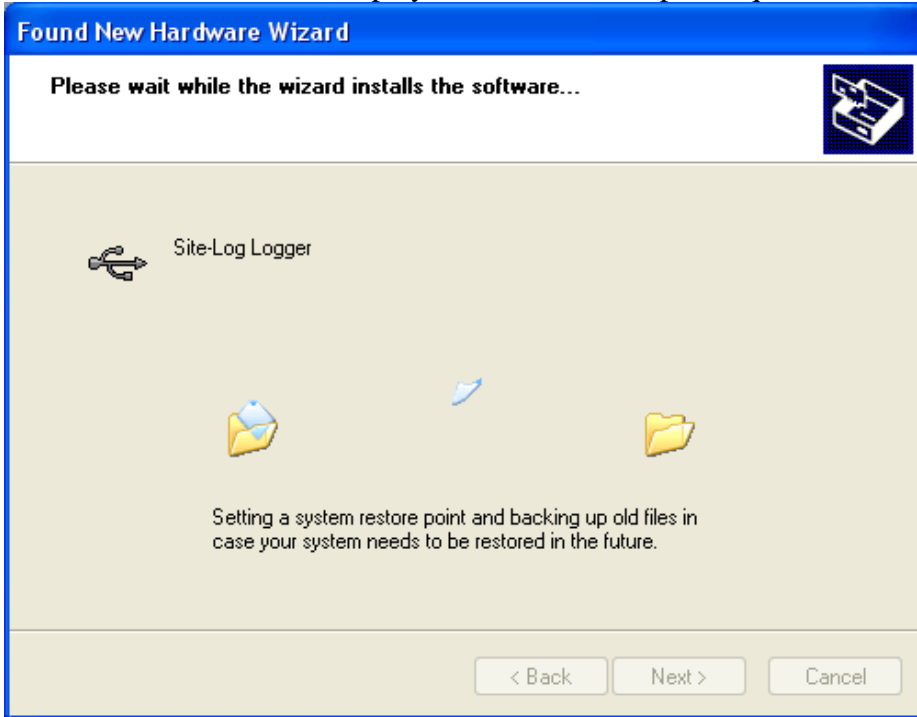 Found New Hardware Wizard
Please wait while the wizard installs the software...
Site-Log Logger
Setting a system restore point and backing up old files in
case your system needs to be restored in the future.
< Back
Next >
Cancel